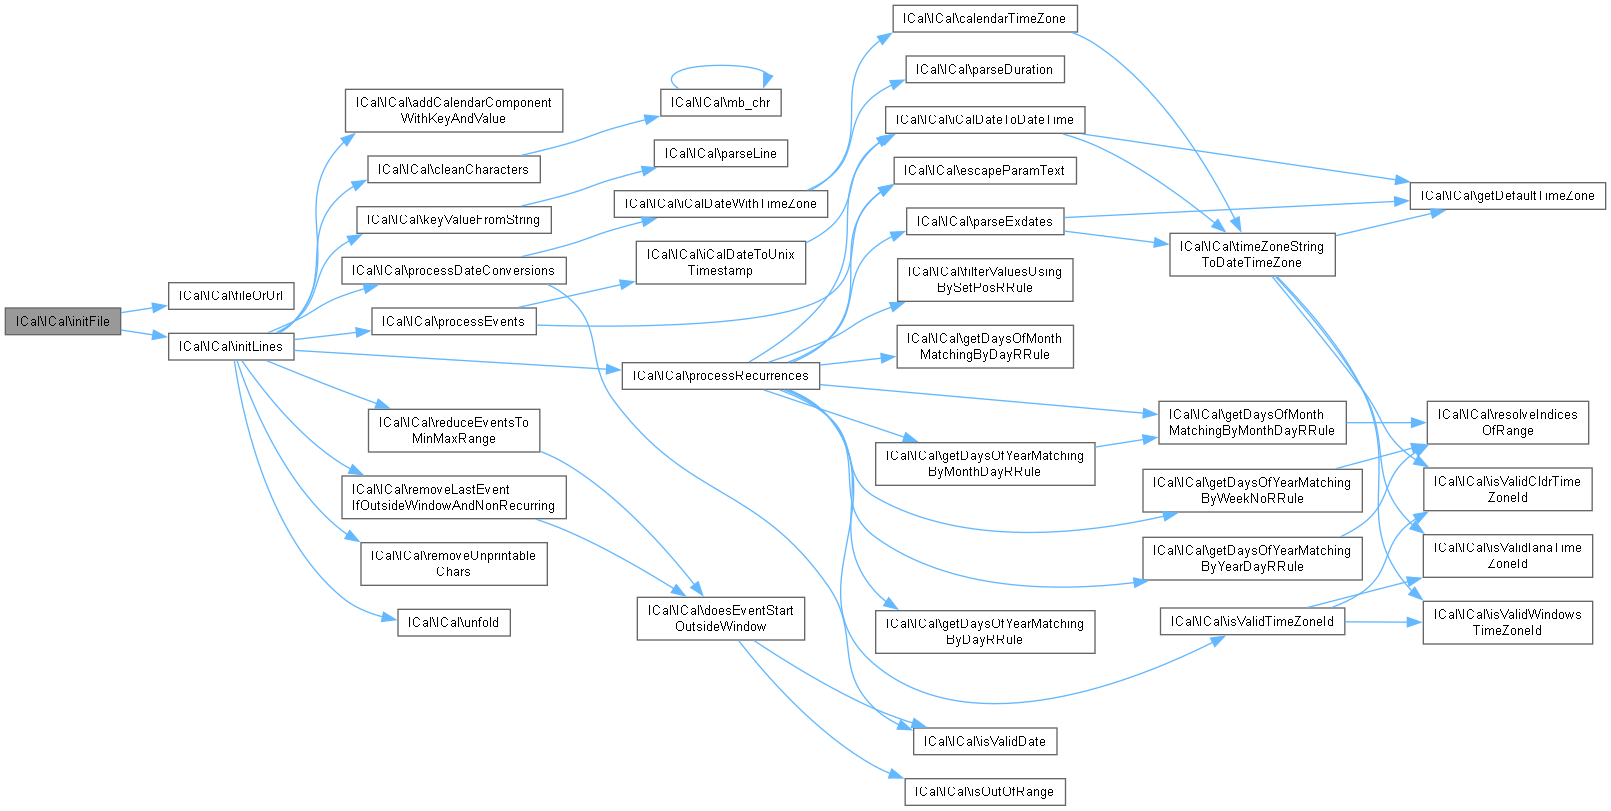 ICal\ICal\initFile
ICal\ICal\fileOrUrl
ICal\ICal\initLines
ICal\ICal\addCalendarComponent
WithKeyAndValue
ICal\ICal\cleanCharacters
ICal\ICal\keyValueFromString
ICal\ICal\processDateConversions
ICal\ICal\processEvents
ICal\ICal\reduceEventsTo
MinMaxRange
ICal\ICal\removeLastEvent
IfOutsideWindowAndNonRecurring
ICal\ICal\removeUnprintable
Chars
ICal\ICal\unfold
ICal\ICal\mb_chr
ICal\ICal\parseLine
ICal\ICal\iCalDateWithTimeZone
ICal\ICal\iCalDateToUnix
Timestamp
ICal\ICal\processRecurrences
ICal\ICal\doesEventStart
OutsideWindow
ICal\ICal\calendarTimeZone
ICal\ICal\parseDuration
ICal\ICal\iCalDateToDateTime
ICal\ICal\escapeParamText
ICal\ICal\parseExdates
ICal\ICal\filterValuesUsing
BySetPosRRule
ICal\ICal\getDaysOfMonth
MatchingByDayRRule
ICal\ICal\getDaysOfYearMatching
ByMonthDayRRule
ICal\ICal\getDaysOfYearMatching
ByDayRRule
ICal\ICal\isValidDate
ICal\ICal\isOutOfRange
ICal\ICal\timeZoneString
ToDateTimeZone
ICal\ICal\getDaysOfMonth
MatchingByMonthDayRRule
ICal\ICal\getDaysOfYearMatching
ByWeekNoRRule
ICal\ICal\getDaysOfYearMatching
ByYearDayRRule
ICal\ICal\isValidTimeZoneId
ICal\ICal\getDefaultTimeZone
ICal\ICal\resolveIndices
OfRange
ICal\ICal\isValidCldrTime
ZoneId
ICal\ICal\isValidIanaTime
ZoneId
ICal\ICal\isValidWindows
TimeZoneId